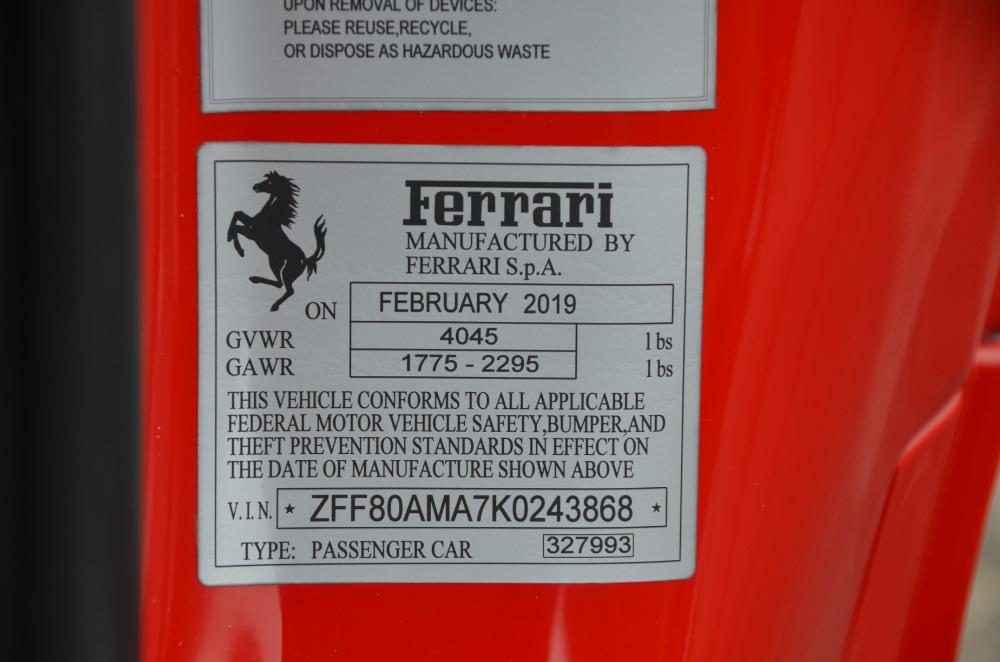 UPON REMOVAL OF DEVICES:
PLEASE REUSE,RECYCLE,
OR DISPOSE AS HAZARDOUS WASTE
Ferrari
MANUFACTURED BY
FERRARI S.p.A.
ON FEBRUARY 2019
GVWR 4045 lbs
GAWR 1775 - 2295 lbs
THIS VEHICLE CONFORMS TO ALL APPLICABLE
FEDERAL MOTOR VEHICLE SAFETY,BUMPER,AND
THEFT PREVENTION STANDARDS IN EFFECT ON
THE DATE OF MANUFACTURE SHOWN ABOVE
V.I.N. * ZFF80AMA7K0243868 *
TYPE: PASSENGER CAR 327993